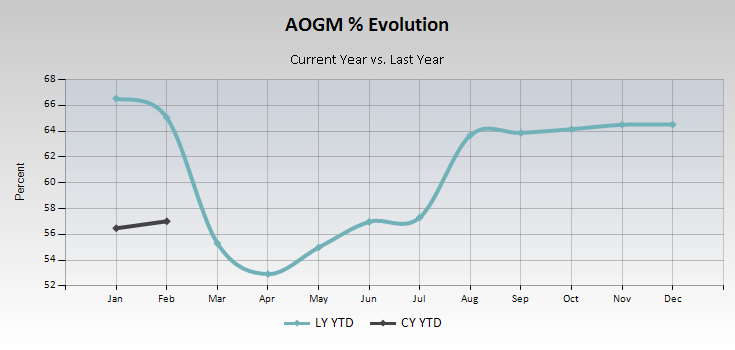 AOGM % Evolution
Current Year vs. Last Year
Percent
68
66
64
62
60
58
56
54
52
Jan Feb Mar Apr May Jun Jul Aug Sep Oct Nov Dec
LY YTD CY YTD